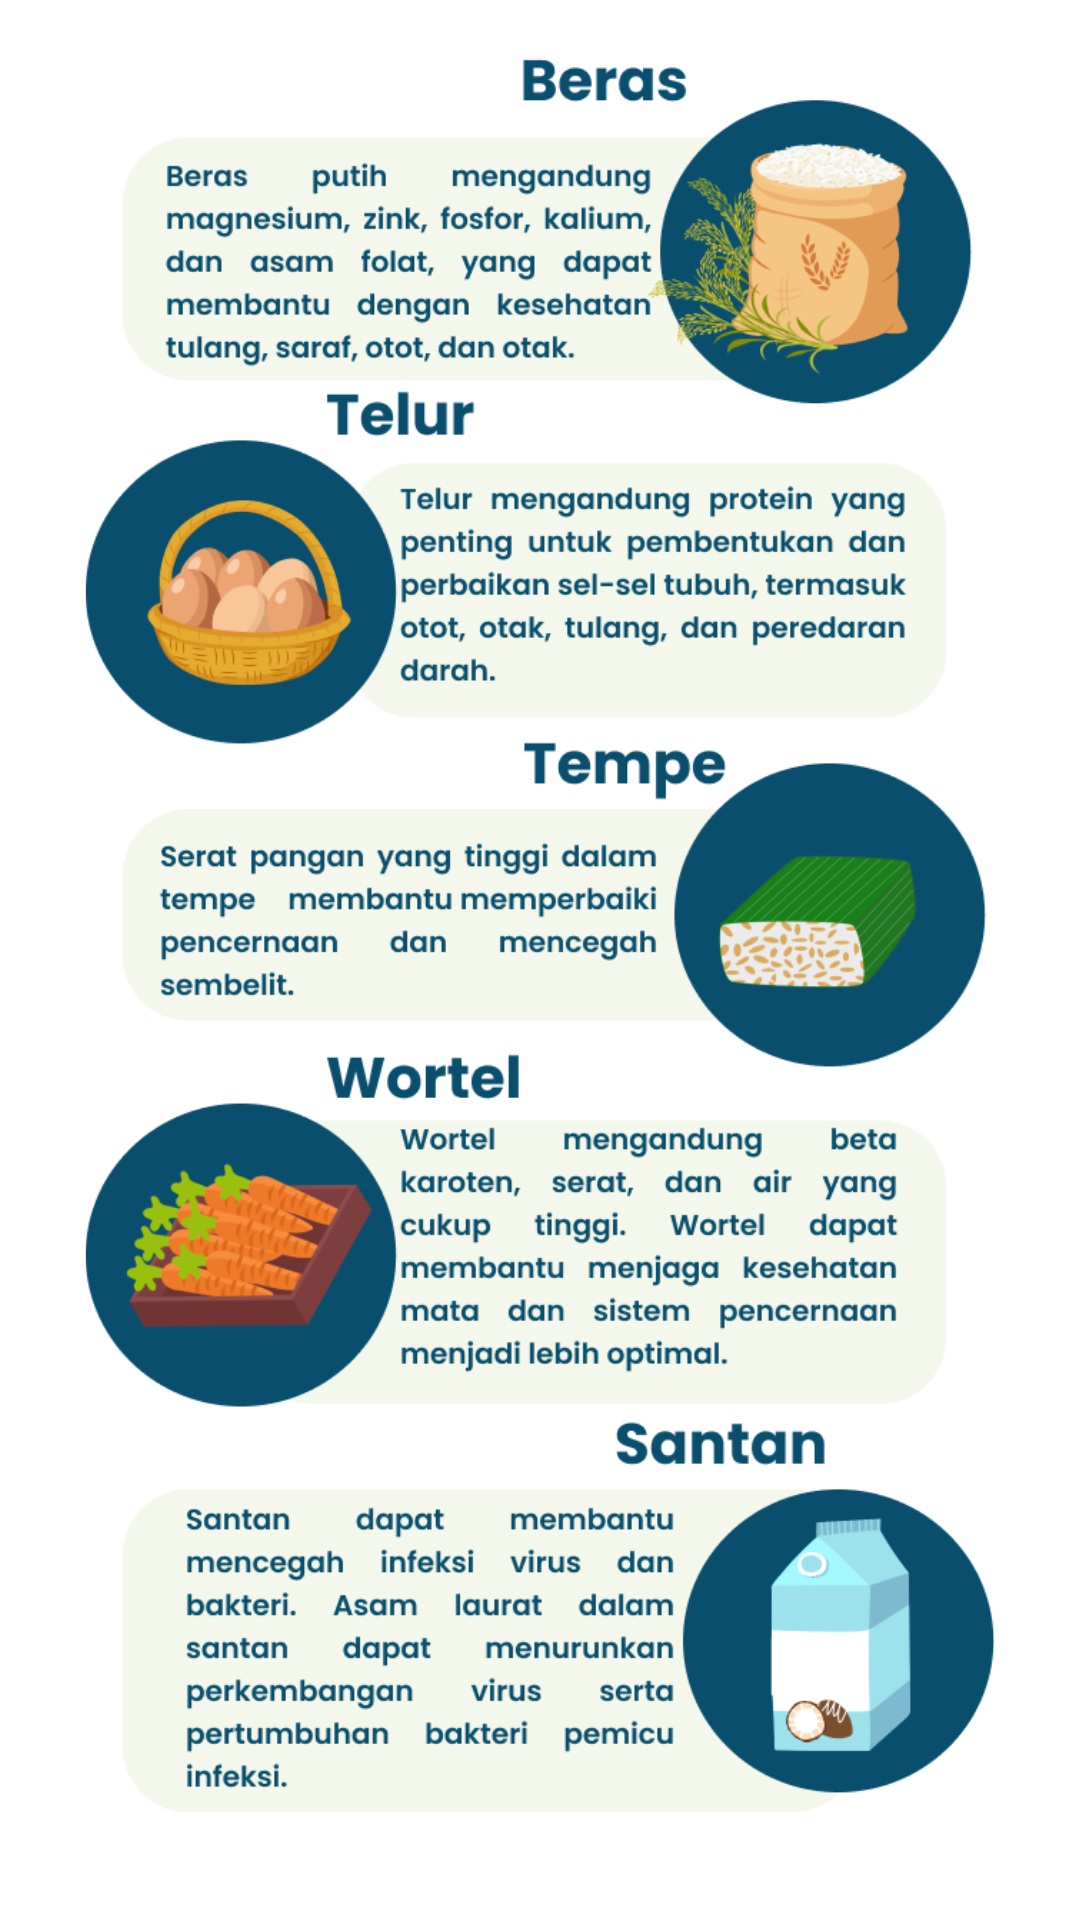 Beras
Beras putih mengandung
magnesium, zink, fosfor, kalium,
dan asam folat, yang dapat
membantu dengan kesehatan
tulang, saraf, otot, dan otak.
Telur
Telur mengandung protein yang
penting untuk pembentukan dan
perbaikan sel-sel tubuh, termasuk
otot, otak, tulang, dan peredaran
darah.
Tempe
Serat pangan yang tinggi dalam
tempe membantu memperbaiki
pencernaan dan mencegah
sembelit.
Wortel
Wortel mengandung beta
karoten, serat, dan air yang
cukup tinggi. Wortel dapat
membantu menjaga kesehatan
mata dan sistem pencernaan
menjadi lebih optimal.
Santan
Santan dapat membantu
mencegah infeksi virus dan
bakteri. Asam laurat dalam
santan dapat menurunkan
perkembangan virus serta
pertumbuhan bakteri pemicu
infeksi.